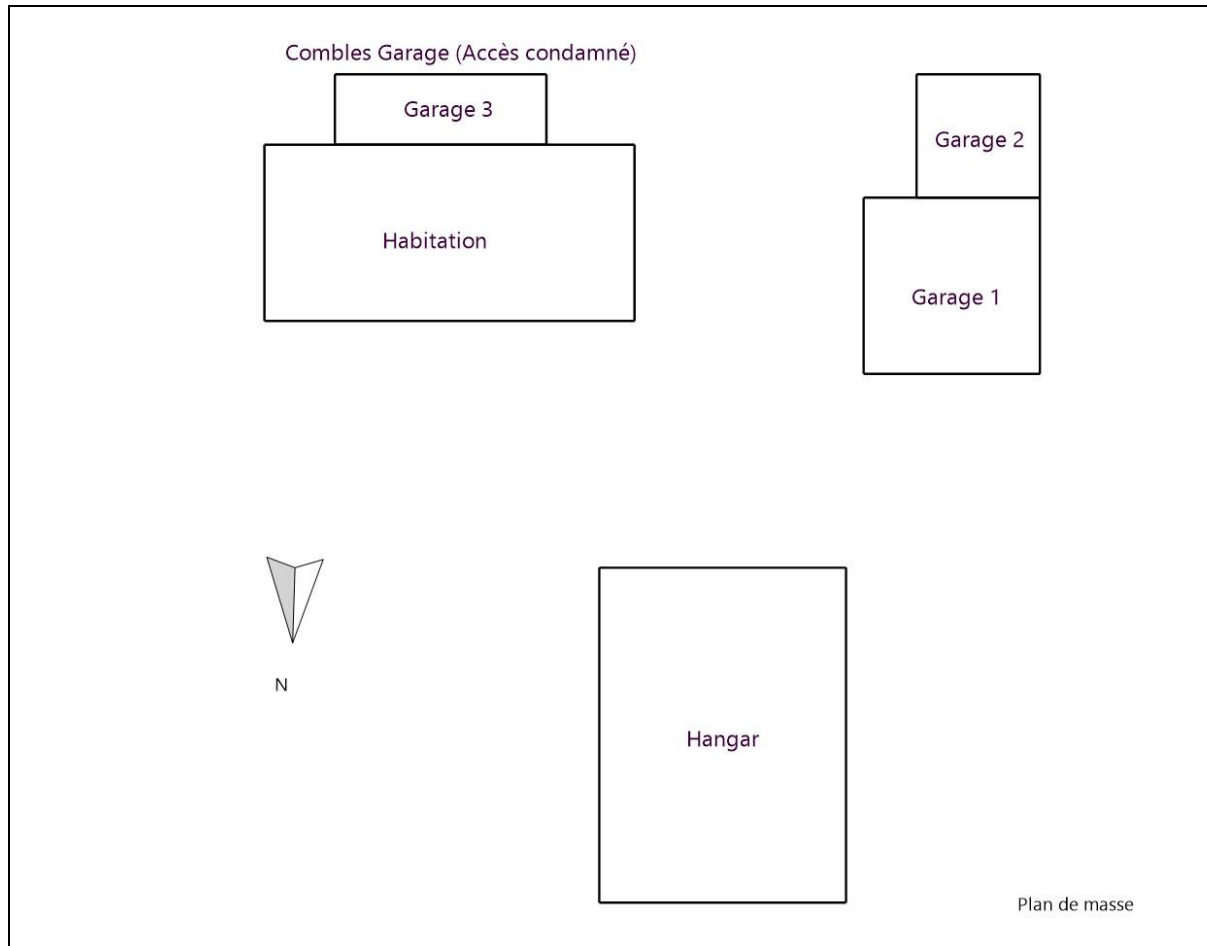 Combles Garage (Accès condamné)
Garage 3
Garage 2
Habitation
Garage 1
N
Hangar
Plan de masse